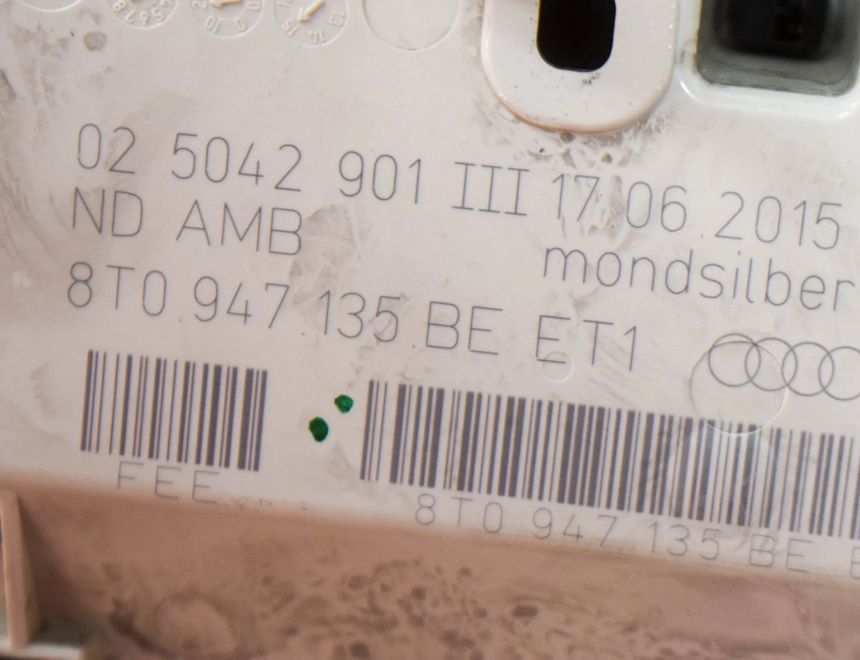 02 5042 901 III 17.06.2015
ND AMB
mondsilber
8T0.947.135.BE ET1
FEE
8T0 947 135 BE